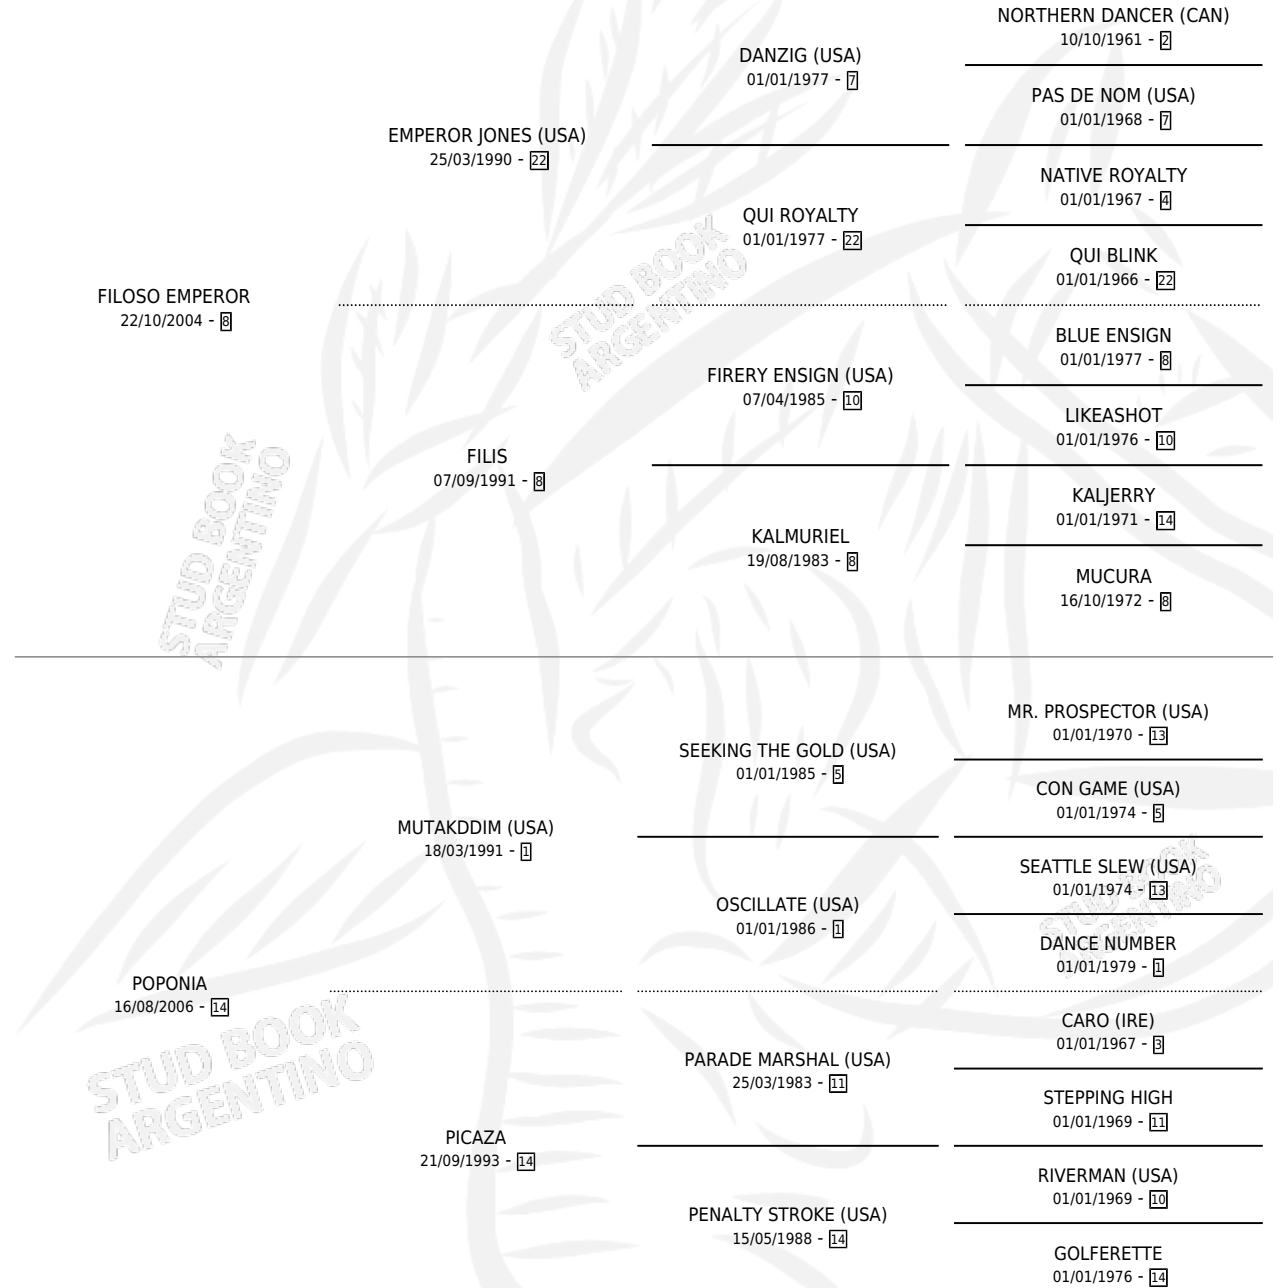 NORTHERN DANCER (CAN)
10/10/1961 - 2
DANZIG (USA)
01/01/1977 - 7
PAS DE NOM (USA)
01/01/1968 - 7
EMPEROR JONES (USA)
25/03/1990 - 22
NATIVE ROYALTY
01/01/1967 - 4
QUI ROYALTY
01/01/1977 - 22
QUI BLINK
01/01/1966 - 22
FILOSO EMPEROR
22/10/2004 - 8
BLUE ENSIGN
01/01/1977 - 8
FIRERY ENSIGN (USA)
07/04/1985 - 10
LIKEASHOT
01/01/1976 - 10
FILIS
07/09/1991 - 8
KALJERRY
01/01/1971 - 14
KALMURIEL
19/08/1983 - 8
MUCURA
16/10/1972 - 8
STUD BOOK
ARGENTINO
STUD BOOK
ARGENTINO
MR. PROSPECTOR (USA)
01/01/1970 - 13
SEEKING THE GOLD (USA)
01/01/1985 - 5
CON GAME (USA)
01/01/1974 - 5
MUTAKDDIM (USA)
18/03/1991 - 1
SEATTLE SLEW (USA)
01/01/1974 - 13
OSCILLATE (USA)
01/01/1986 - 1
DANCE NUMBER
01/01/1979 - 1
POPONIA
16/08/2006 - 14
CARO (IRE)
01/01/1967 - 3
PARADE MARSHAL (USA)
25/03/1983 - 11
STEPPING HIGH
01/01/1969 - 11
PICAZA
21/09/1993 - 14
RIVERMAN (USA)
01/01/1969 - 10
PENALTY STROKE (USA)
15/05/1988 - 14
GOLFERETTE
01/01/1976 - 14
STUD BOOK
ARGENTINO
STUD BOOK
ARGENTINO